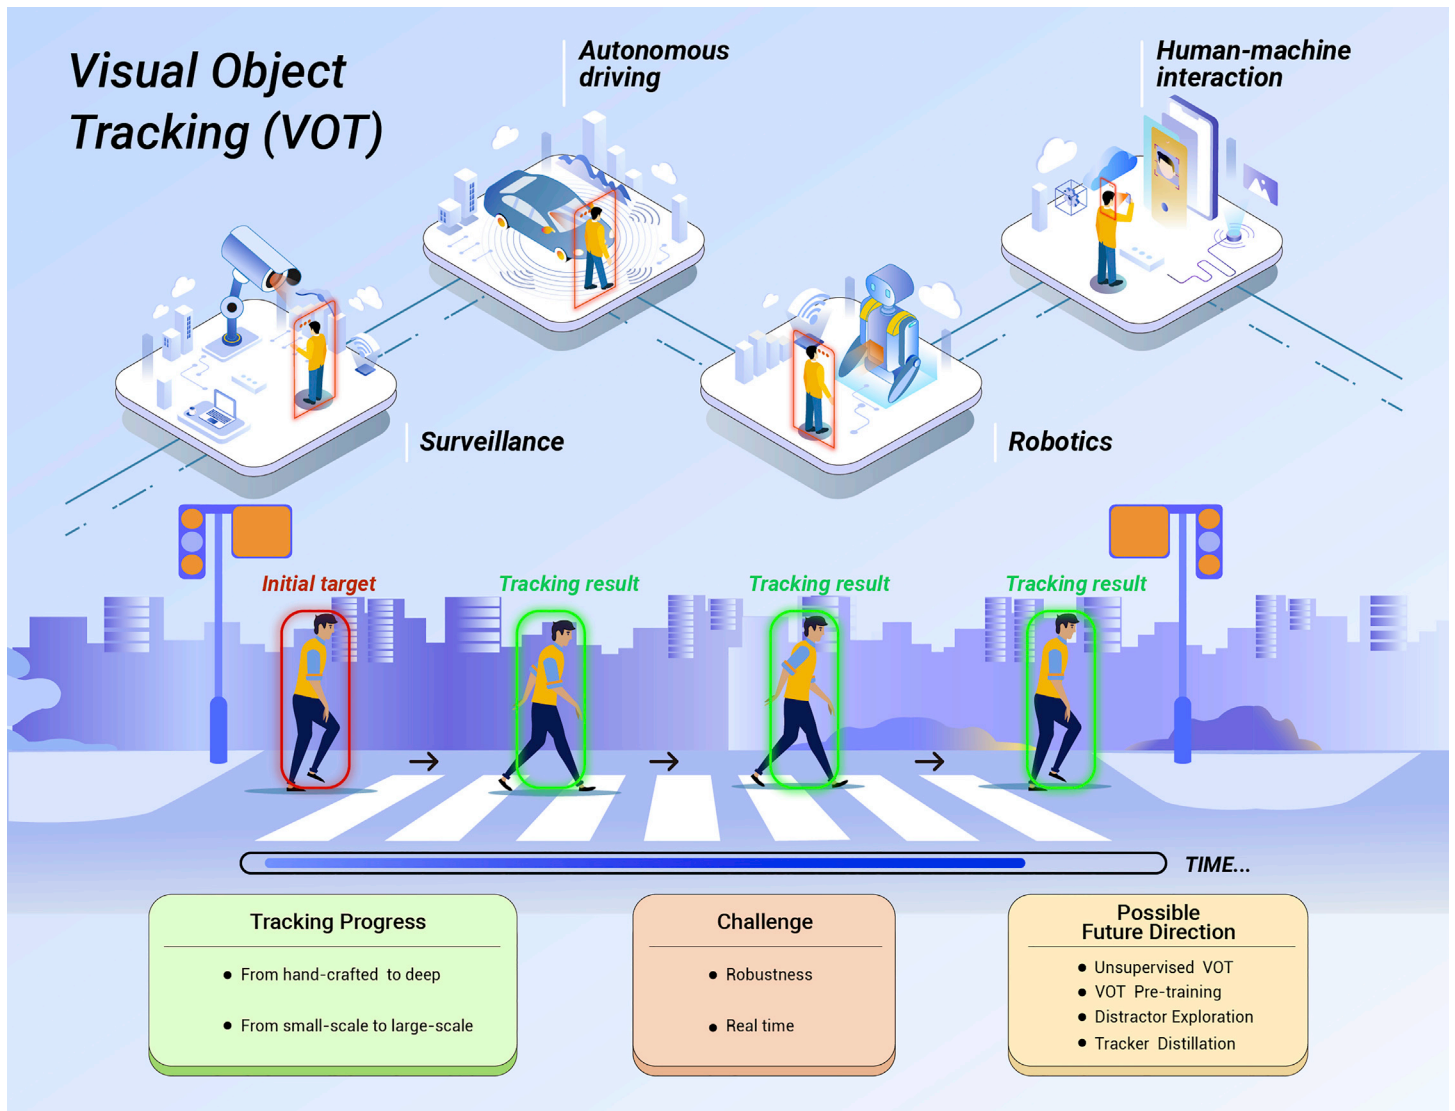 Visual Object
Tracking (VOT)
Autonomous
driving
Human-machine
interaction
Surveillance
Robotics
Initial target
Tracking result
Tracking result
Tracking result
TIME...
Tracking Progress
● From hand-crafted to deep
● From small-scale to large-scale
Challenge
● Robustness
● Real time
Possible
Future Direction
● Unsupervised VOT
● VOT Pre-training
● Distractor Exploration
● Tracker Distillation